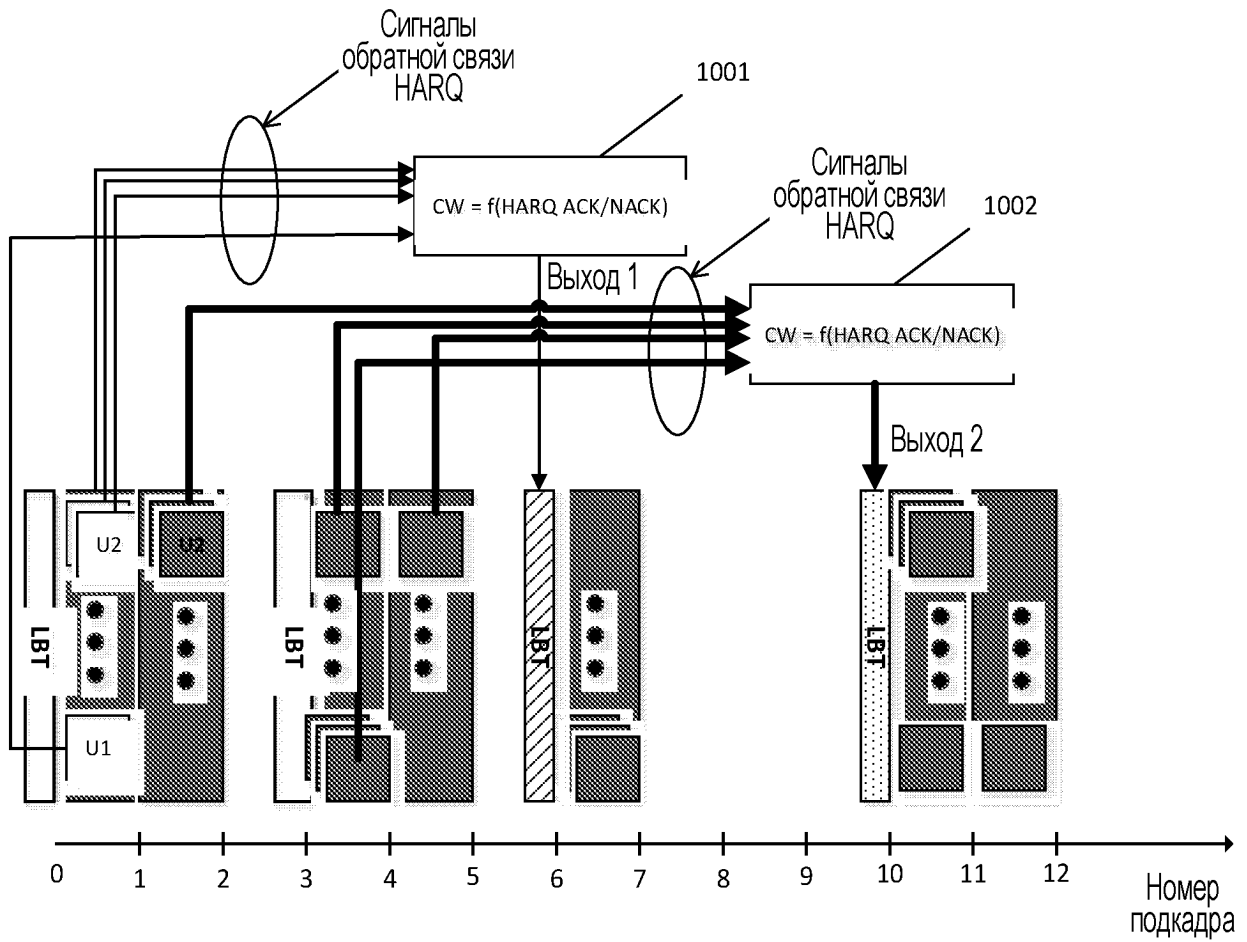 Сигналы
обратной связи
HARQ
1001
CW = f(HARQ ACK/NACK)
Сигналы
обратной связи
HARQ
1002
Выход 1
CW = f(HARQ ACK/NACK)
Выход 2
U2
U2
LBT
LBT
LBT
LBT
U1
0 1 2 3 4 5 6 7 8 9 10 11 12
Номер
подкадра